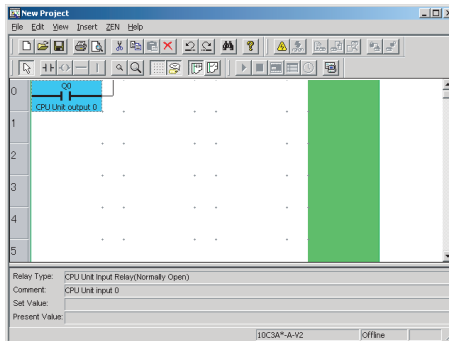 New Project
File Edit View Insert ZEN Help
0
Q0
CPU Unit output 0
1
2
3
4
5
Relay Type: CPU Unit Input Relay(Normally Open)
Comment: CPU Unit input 0
Set Value:
Present Value:
10C3A*-A-V2 Offline